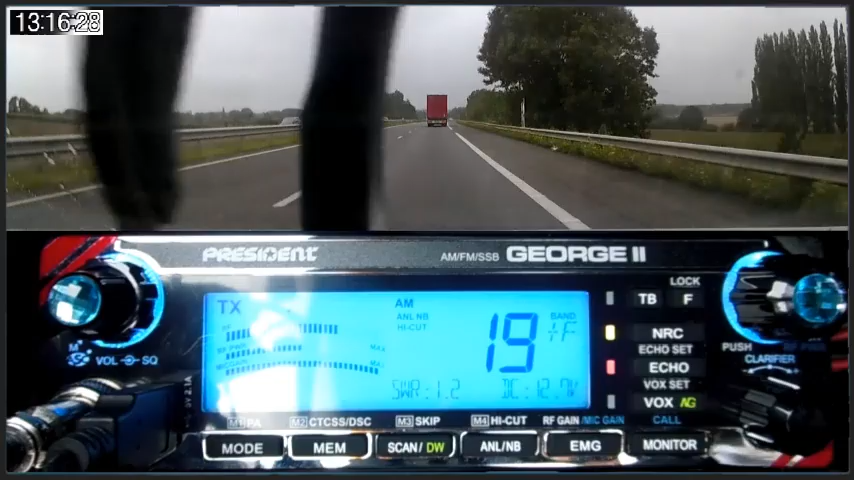 13:16:28
PRESIDENT AM/FM/SSB GEORGE II
LOCK
TX AM TB F
ANL NB BAND
HI-CUT 19
NRC
ECHO SET
MAX
ECHO
PUSH
CLARIFIER
VOX SET
SWR:1.2 DC:12.7V
VOX
VOL SQ
M1 PA M2 CTCSS/DSC M3 SKIP M4 HI-CUT RF GAIN/MIC GAIN CALL
MODE MEM SCAN/DW ANL/NB EMG MONITOR